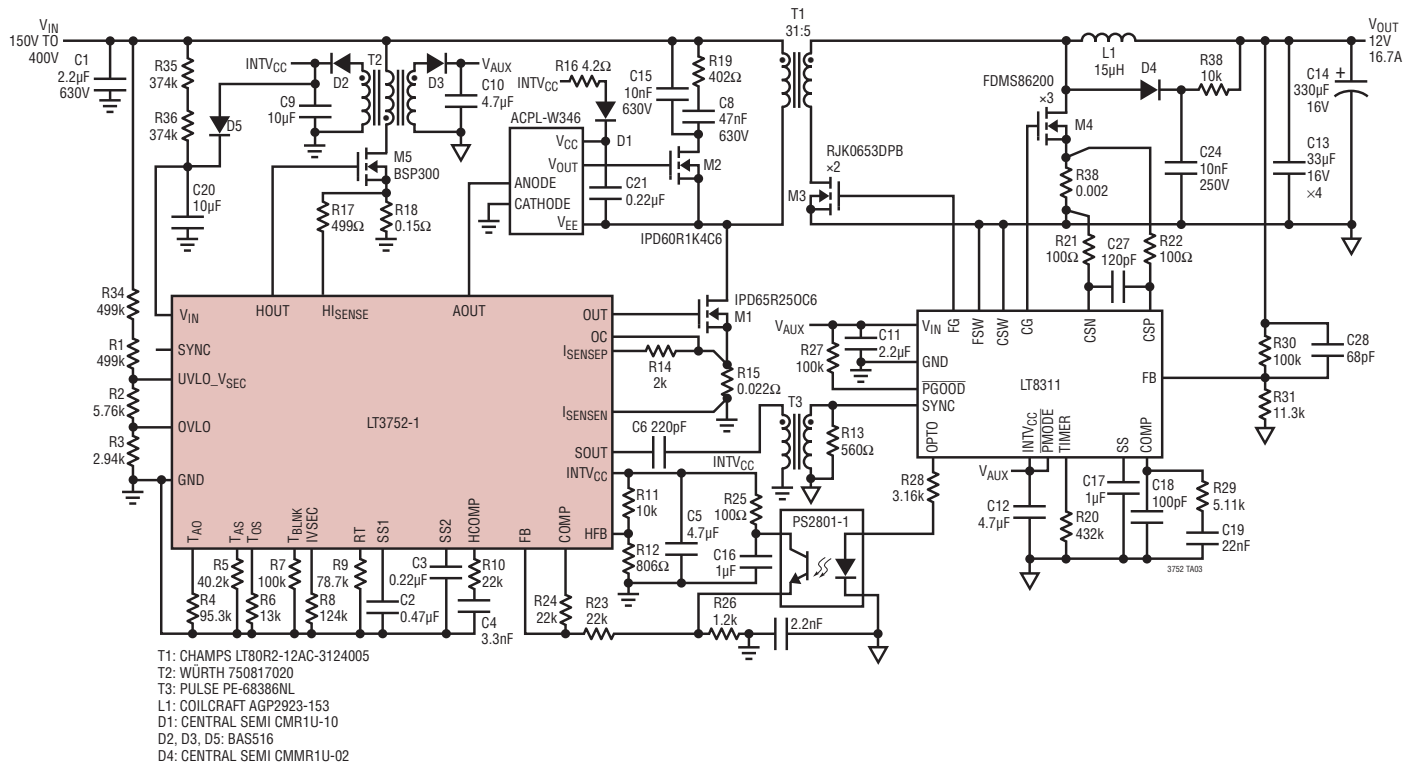 VIN
150V TO
400V
C1
2.2µF
630V
R35
374k
R36
374k
D5
C20
10µF
INTVCC
D2
C9
10µF
T2
D3
VAUX
C10
4.7µF
M5
BSP300
R17
499Ω
R18
0.15Ω
R16 4.2Ω
INTVCC
ACPL-W346
VCC
VOUT
ANODE
CATHODE
VEE
D1
C21
0.22µF
C15
10nF
630V
R19
402Ω
C8
47nF
630V
M2
IPD60R1K4C6
T1
31:5
RJK0653DPB
×2
M3
FDMS86200
×3
M4
L1
15µH
D4
R38
10k
R38
0.002
C24
10nF
250V
R21
100Ω
C27
120pF
R22
100Ω
C14
330µF
16V
+
C13
33µF
16V
×4
VOUT
12V
16.7A
R34
499k
R1
499k
R2
5.76k
R3
2.94k
VIN
SYNC
UVLO_VSEC
OVLO
GND
HOUT
HISENSE
AOUT
OUT
OC
ISENSEP
ISENSEN
SOUT
INTVCC
HFB
LT3752-1
TAO
TAS
TOS
TBLNK
IVSEC
RT
SS1
SS2
HCOMP
FB
COMP
IPD65R25OC6
M1
R14
2k
R15
0.022Ω
C6 220pF
T3
R13
560Ω
VAUX
R27
100k
C11
2.2µF
VIN
GND
PGOOD
SYNC
OPTO
FG
FSW
CSW
CG
CSN
CSP
FB
LT8311
INTVCC
PMODE
TIMER
SS
COMP
R30
100k
C28
68pF
R31
11.3k
INTVCC
R11
10k
R12
806Ω
C5
4.7µF
R25
100Ω
C16
1µF
PS2801-1
R28
3.16k
VAUX
C12
4.7µF
R20
432k
C17
1µF
C18
100pF
R29
5.11k
C19
22nF
3752 TA03
R5
40.2k
R4
95.3k
R6
13k
R7
100k
R8
124k
R9
78.7k
C3
0.22µF
C2
0.47µF
R10
22k
C4
3.3nF
R24
22k
R23
22k
R26
1.2k
2.2nF
T1: CHAMPS LT80R2-12AC-3124005
T2: WÜRTH 750817020
T3: PULSE PE-68386NL
L1: COILCRAFT AGP2923-153
D1: CENTRAL SEMI CMR1U-10
D2, D3, D5: BAS516
D4: CENTRAL SEMI CMMR1U-02